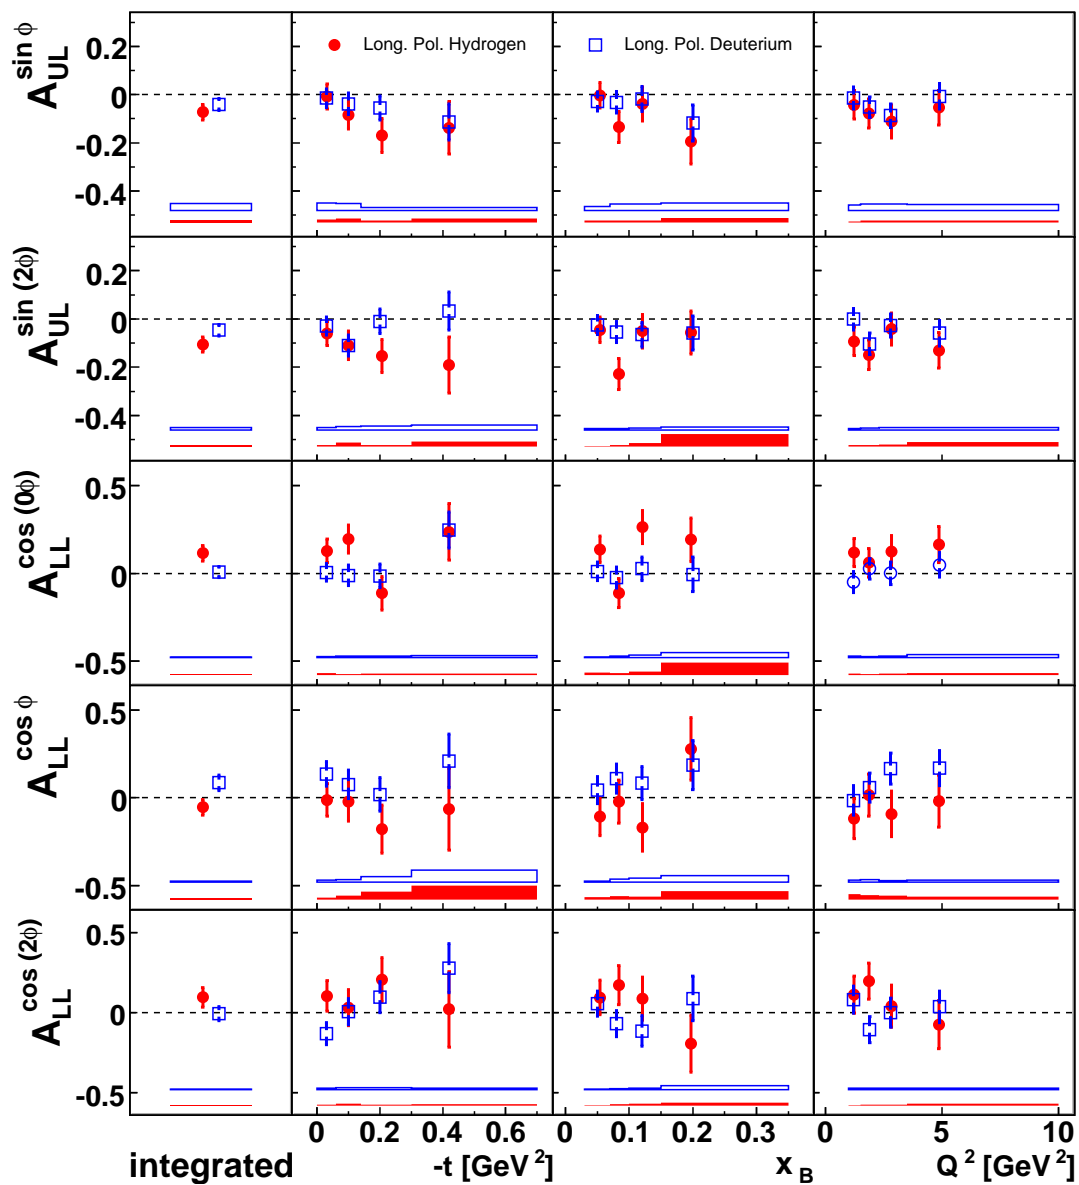 A_UL^sin ϕ
0.2
0
-0.2
-0.4
Long. Pol. Hydrogen
Long. Pol. Deuterium
A_UL^sin (2ϕ)
0.2
0
-0.2
-0.4
A_LL^cos (0ϕ)
0.5
0
-0.5
A_LL^cos ϕ
0.5
0
-0.5
A_LL^cos (2ϕ)
0.5
0
-0.5
0 0.2 0.4 0.6 0 0.1 0.2 0.3 0 5 10
integrated -t [GeV²] x_B Q² [GeV²]